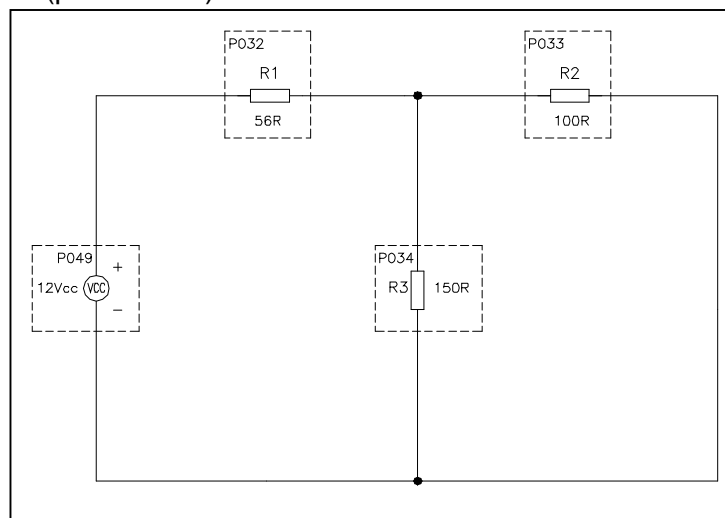 P032
R1
56R
P033
R2
100R
P049
+
12Vcc VCC
−
P034
R3 150R